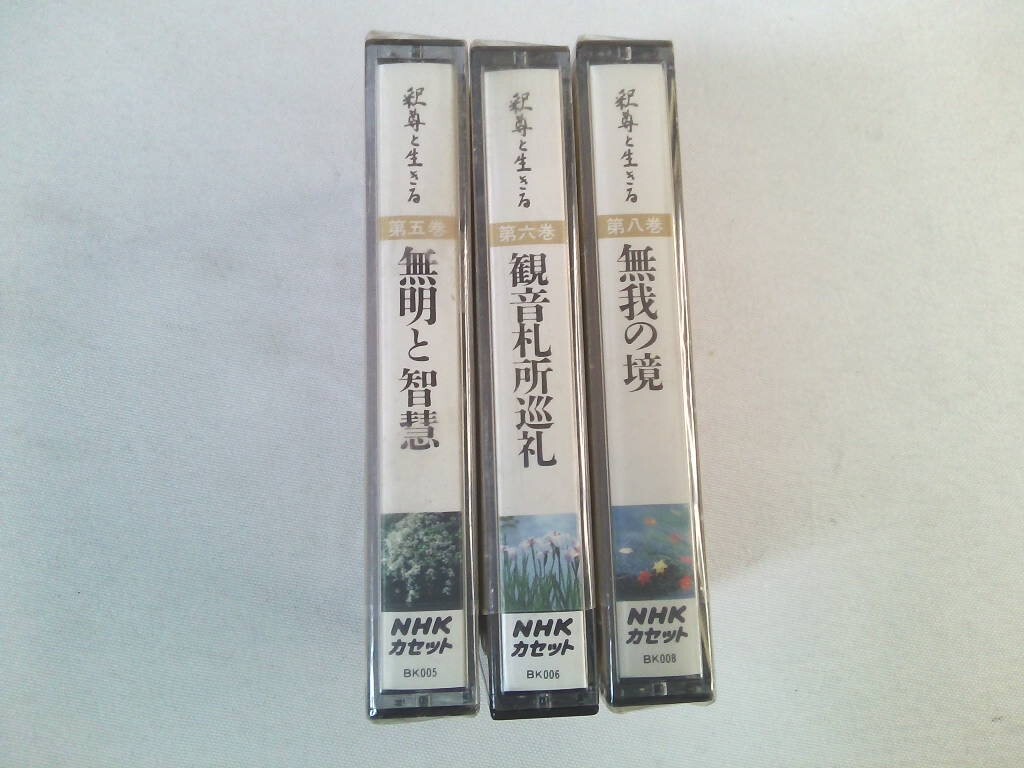 釈尊と生きる
第五巻
無明と智慧
NHK
カセット
BK005
釈尊と生きる
第六巻
観音札所巡礼
NHK
カセット
BK006
釈尊と生きる
第八巻
無我の境
NHK
カセット
BK008